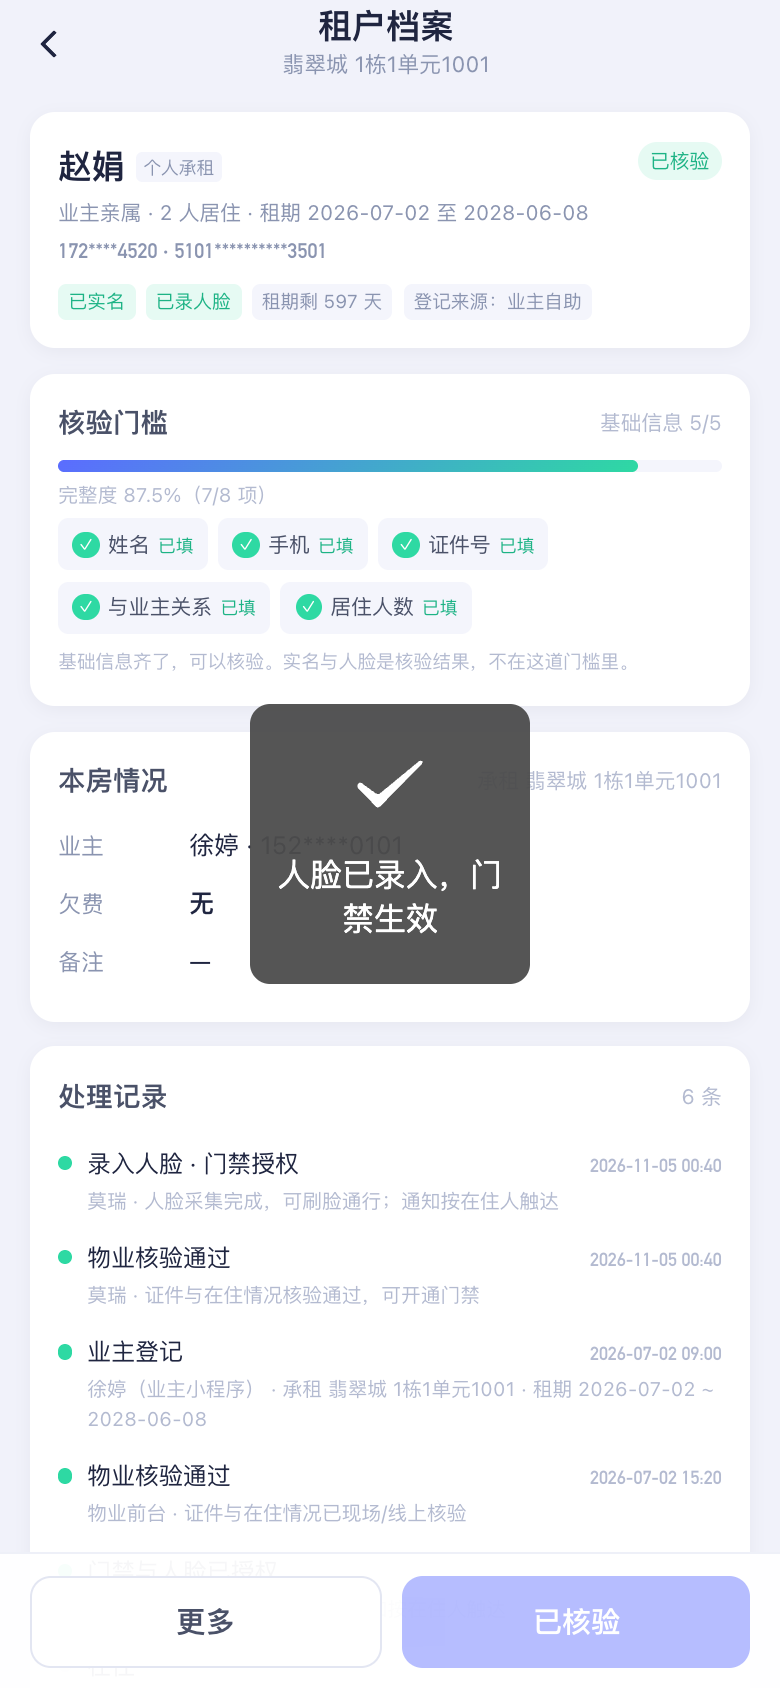 租户档案
翡翠城 1栋1单元1001
赵娟 个人承租 已核验
业主亲属 · 2 人居住 · 租期 2026-07-02 至 2028-06-08
172****4520 · 5101**********3501
已实名 已录人脸 租期剩 597 天 登记来源：业主自助
核验门槛 基础信息 5/5
完整度 87.5%（7/8 项）
姓名 已填 手机 已填 证件号 已填
与业主关系 已填 居住人数 已填
基础信息齐了，可以核验。实名与人脸是核验结果，不在这道门槛里。
本房情况 承租 翡翠城 1栋1单元1001
业主 徐婷 · 152****0101
人脸已录入，门
禁生效
欠费 无
备注 —
处理记录 6 条
录入人脸 · 门禁授权 2026-11-05 00:40
莫瑞 · 人脸采集完成，可刷脸通行；通知按在住人触达
物业核验通过 2026-11-05 00:40
莫瑞 · 证件与在住情况核验通过，可开通门禁
业主登记 2026-07-02 09:00
徐婷（业主小程序） · 承租 翡翠城 1栋1单元1001 · 租期 2026-07-02 ~
2028-06-08
物业核验通过 2026-07-02 15:20
物业前台 · 证件与在住情况已现场/线上核验
门禁与人脸已授权
更多 已核验